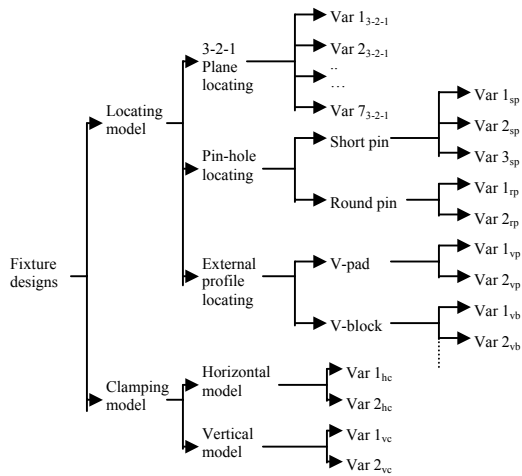 Fixture
designs
Locating
model
3-2-1
Plane
locating
Var 1₃₋₂₋₁
Var 2₃₋₂₋₁
..
...
Var 7₃₋₂₋₁
Pin-hole
locating
Short pin
Var 1sp
Var 2sp
Var 3sp
Round pin
Var 1rp
Var 2rp
External
profile
locating
V-pad
Var 1vp
Var 2vp
V-block
Var 1vb
Var 2vb
Clamping
model
Horizontal
model
Var 1hc
Var 2hc
Vertical
model
Var 1vc
Var 2vc